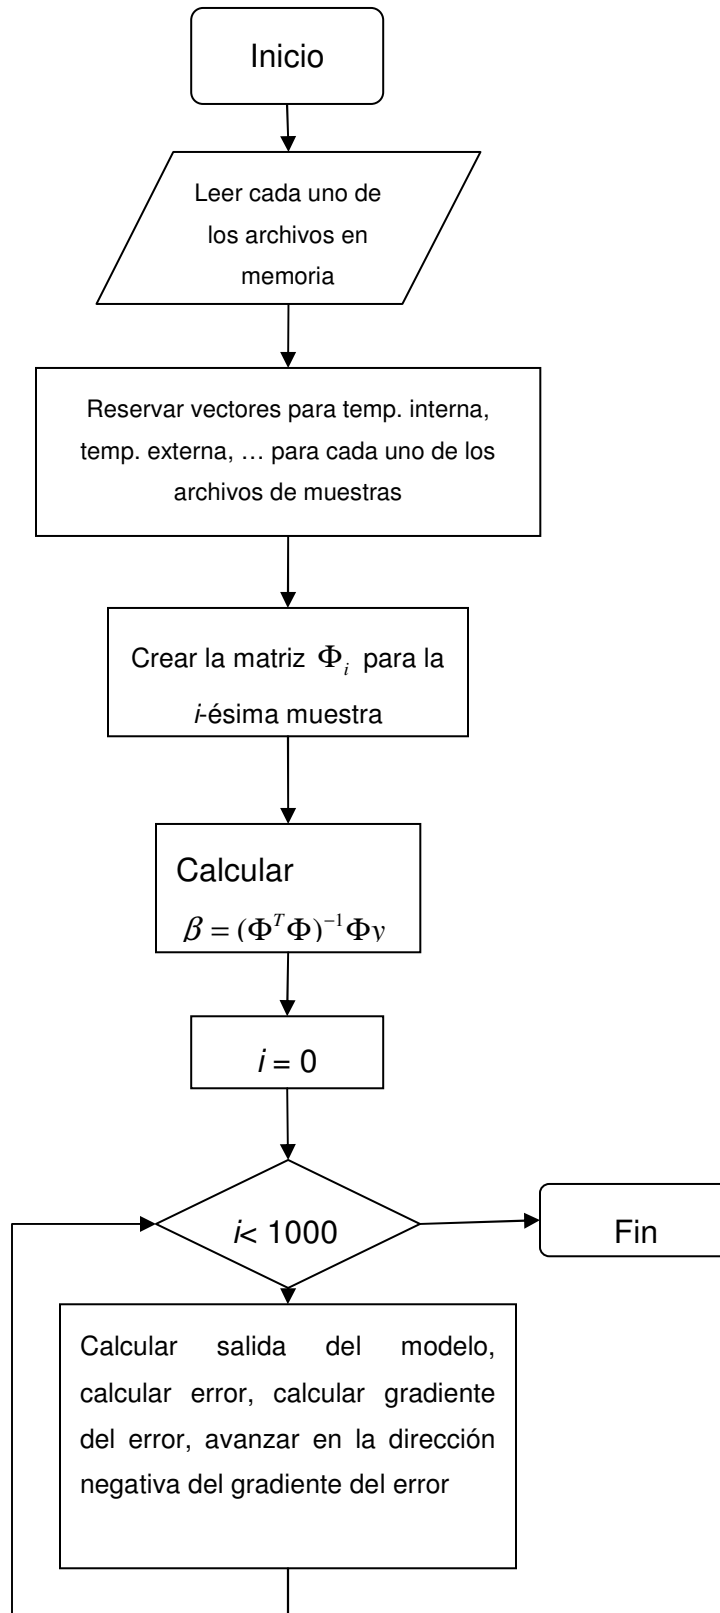 Inicio
Leer cada uno de
los archivos en
memoria
Reservar vectores para temp. interna,
temp. externa, … para cada uno de los
archivos de muestras
Crear la matriz Φᵢ para la
i-ésima muestra
Calcular
β = (ΦᵀΦ)⁻¹Φy
i = 0
i< 1000
Fin
Calcular salida del modelo,
calcular error, calcular gradiente
del error, avanzar en la dirección
negativa del gradiente del error